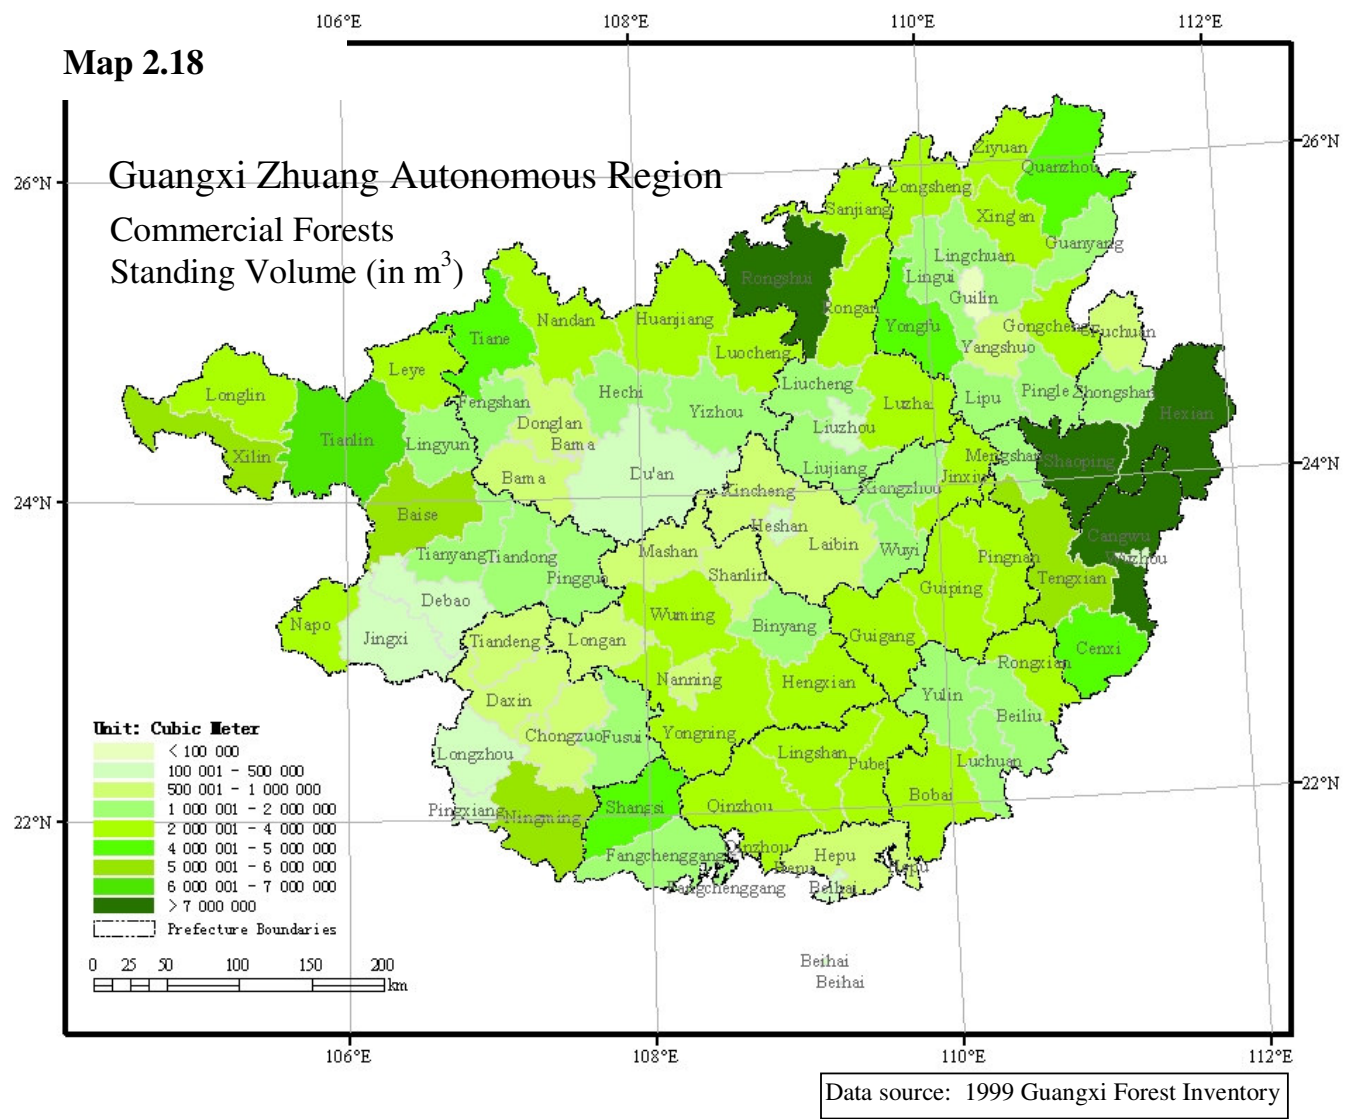 106°E 108°E 110°E 112°E
Map 2.18
26°N
26°N
Guangxi Zhuang Autonomous Region
Commercial Forests
Standing Volume (in m³)
Ziyuan
Quanzhou
Longsheng
Sanjiang
Xing'an
Guanyang
Lingchuan
Rongshui
Lingui
Guilin
Rongan
Nandan
Huanjiang
Yongfu
Gongcheng
Fuchuan
Tiane
Yangshuo
Luocheng
Leye
Liucheng
Longlin
Hechi
Fengshan
Yizhou
Luzhai
Lipu
Pingle
Zhongshan
Hexian
Donglan
Liuzhou
Tianlin
Lingyun
Bama
Xilin
Mengshan
Shaoping
Liujiang
Du'an
Bama
Jinxiu
Xiangzhou
Xincheng
24°N
24°N
Baise
Heshan
Cangwu
Laibin
Mashan
Wuyi
Wuzhou
Tianyang
Tiandong
Pingnan
Pingguo
Shanlin
Tengxian
Guiping
Debao
Wuming
Napo
Jingxi
Binyang
Guigang
Tiandeng
Longan
Cenxi
Rongxian
Nanning
Hengxian
Yulin
Daxin
Beiliu
Chongzuo
Fusui
Yongning
Longzhou
Lingshan
Pubei
Luchuan
22°N
Bobai
Pingxiang
Ningming
Shangsi
Qinzhou
22°N
Qinzhou
Fangchenggang
Hepu
Hepu
Hepu
Fangchenggang
Beihai
Beihai
Beihai
Unit: Cubic Meter
< 100 000
100 001 - 500 000
500 001 - 1 000 000
1 000 001 - 2 000 000
2 000 001 - 4 000 000
4 000 001 - 5 000 000
5 000 001 - 6 000 000
6 000 001 - 7 000 000
> 7 000 000
Prefecture Boundaries
0 25 50 100 150 200
km
106°E 108°E 110°E 112°E
Data source: 1999 Guangxi Forest Inventory